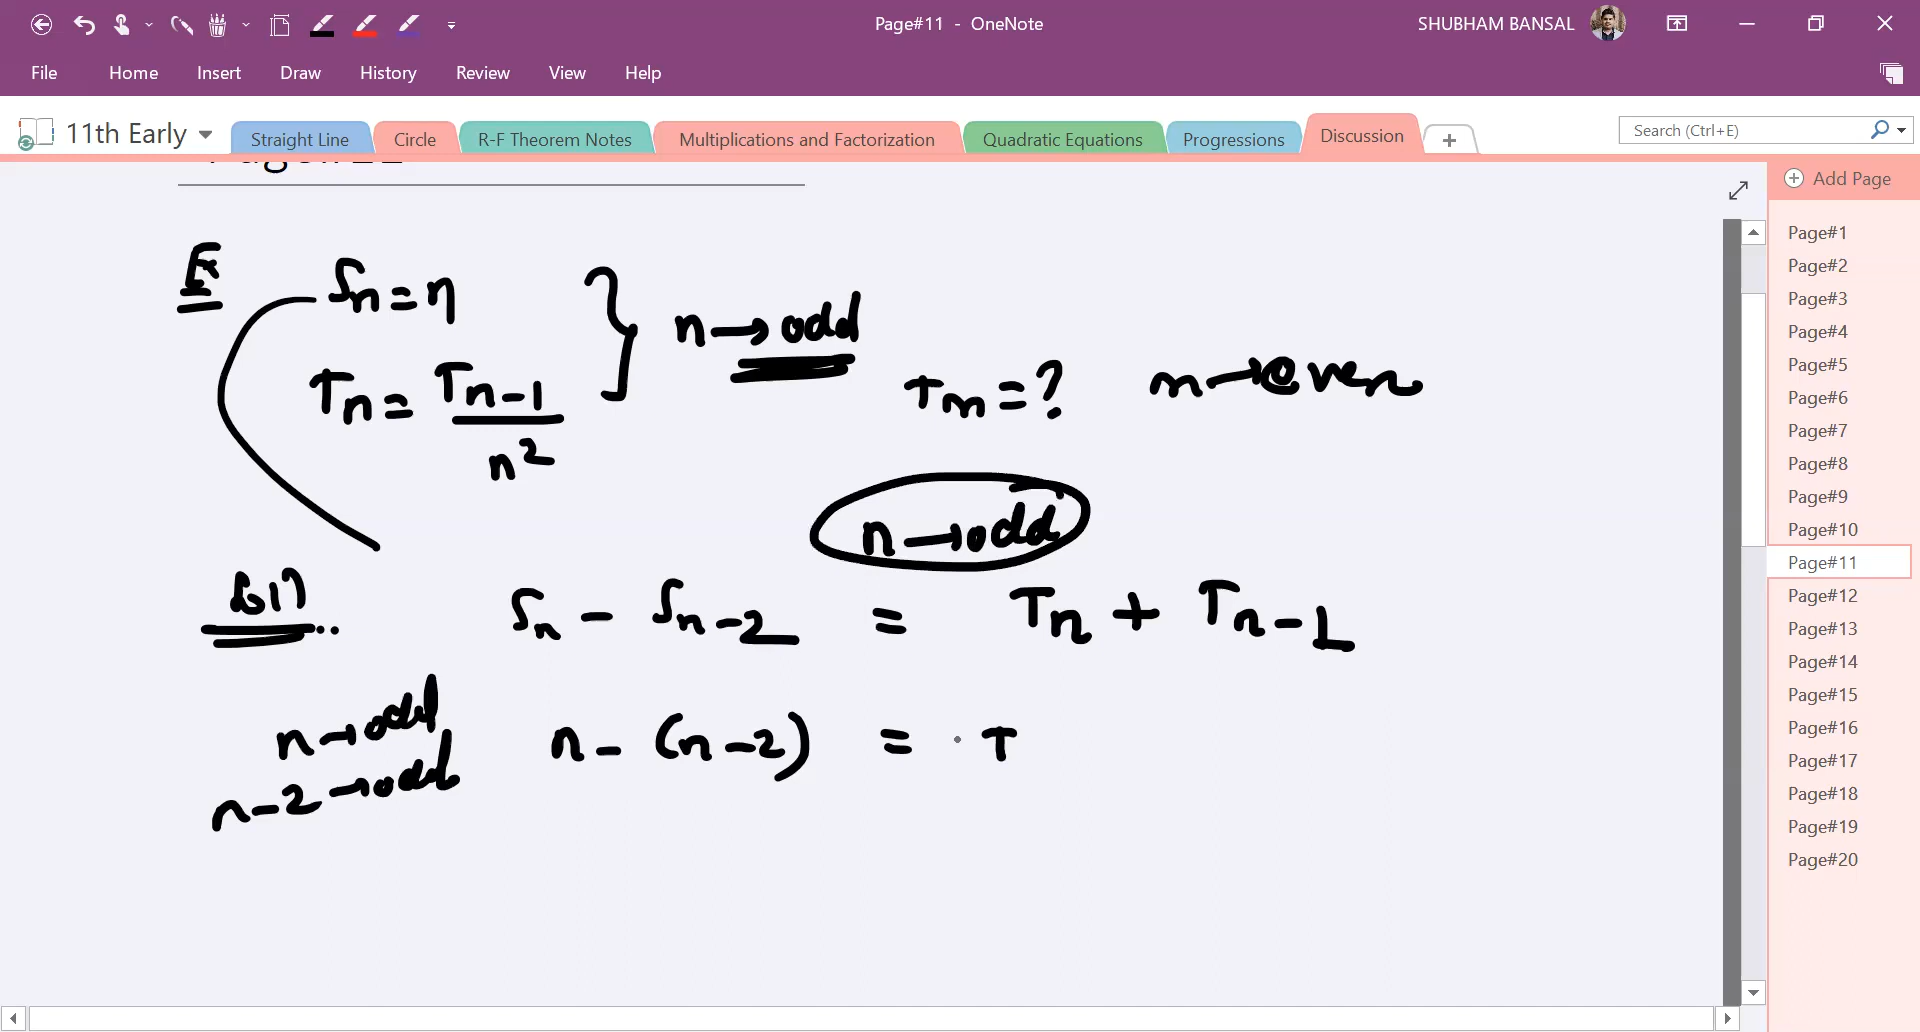 Page#11 - OneNote
SHUBHAM BANSAL
File Home Insert Draw History Review View Help
11th Early
Straight Line Circle R-F Theorem Notes Multiplications and Factorization Quadratic Equations Progressions Discussion
Search (Ctrl+E)
Add Page
Page#1
Page#2
Page#3
Page#4
Page#5
Page#6
Page#7
Page#8
Page#9
Page#10
Page#11
Page#12
Page#13
Page#14
Page#15
Page#16
Page#17
Page#18
Page#19
Page#20
Ex
Sn = n
Tn = Tn-1 / n²
} n → odd
Tm = ? m → even
n → odd
Sol^n ..
Sn - Sn-2 = Tn + Tn-1
n → odd
n-2 → odd
n - (n-2) = T